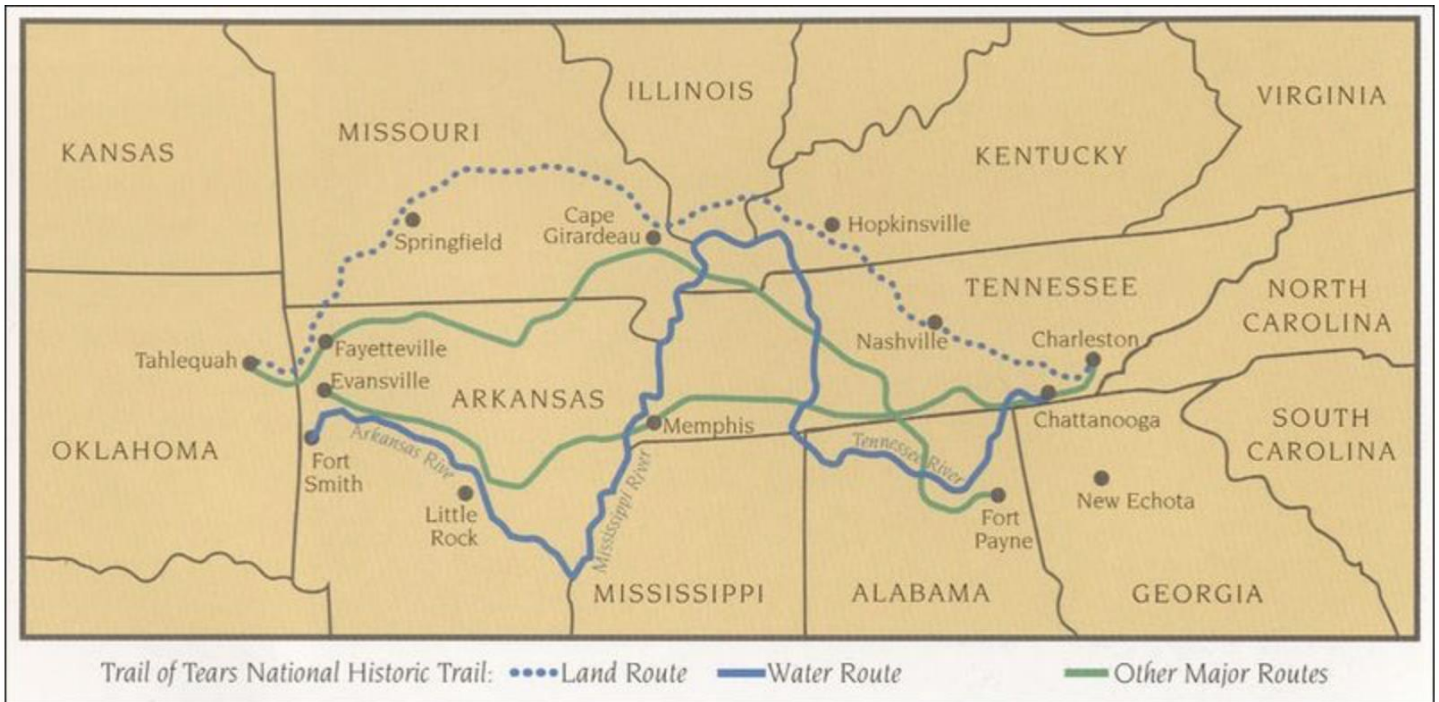 ILLINOIS
VIRGINIA
MISSOURI
KANSAS
KENTUCKY
Cape
Girardeau
Hopkinsville
Springfield
TENNESSEE
NORTH
CAROLINA
Nashville
Charleston
Tahlequah
Fayetteville
Evansville
ARKANSAS
Memphis
Chattanooga
SOUTH
CAROLINA
OKLAHOMA
Arkansas Rive
Tennessee River
Fort
Smith
Little
Rock
Mississippi River
New Echota
Fort
Payne
MISSISSIPPI
ALABAMA
GEORGIA
Trail of Tears National Historic Trail: Land Route Water Route Other Major Routes